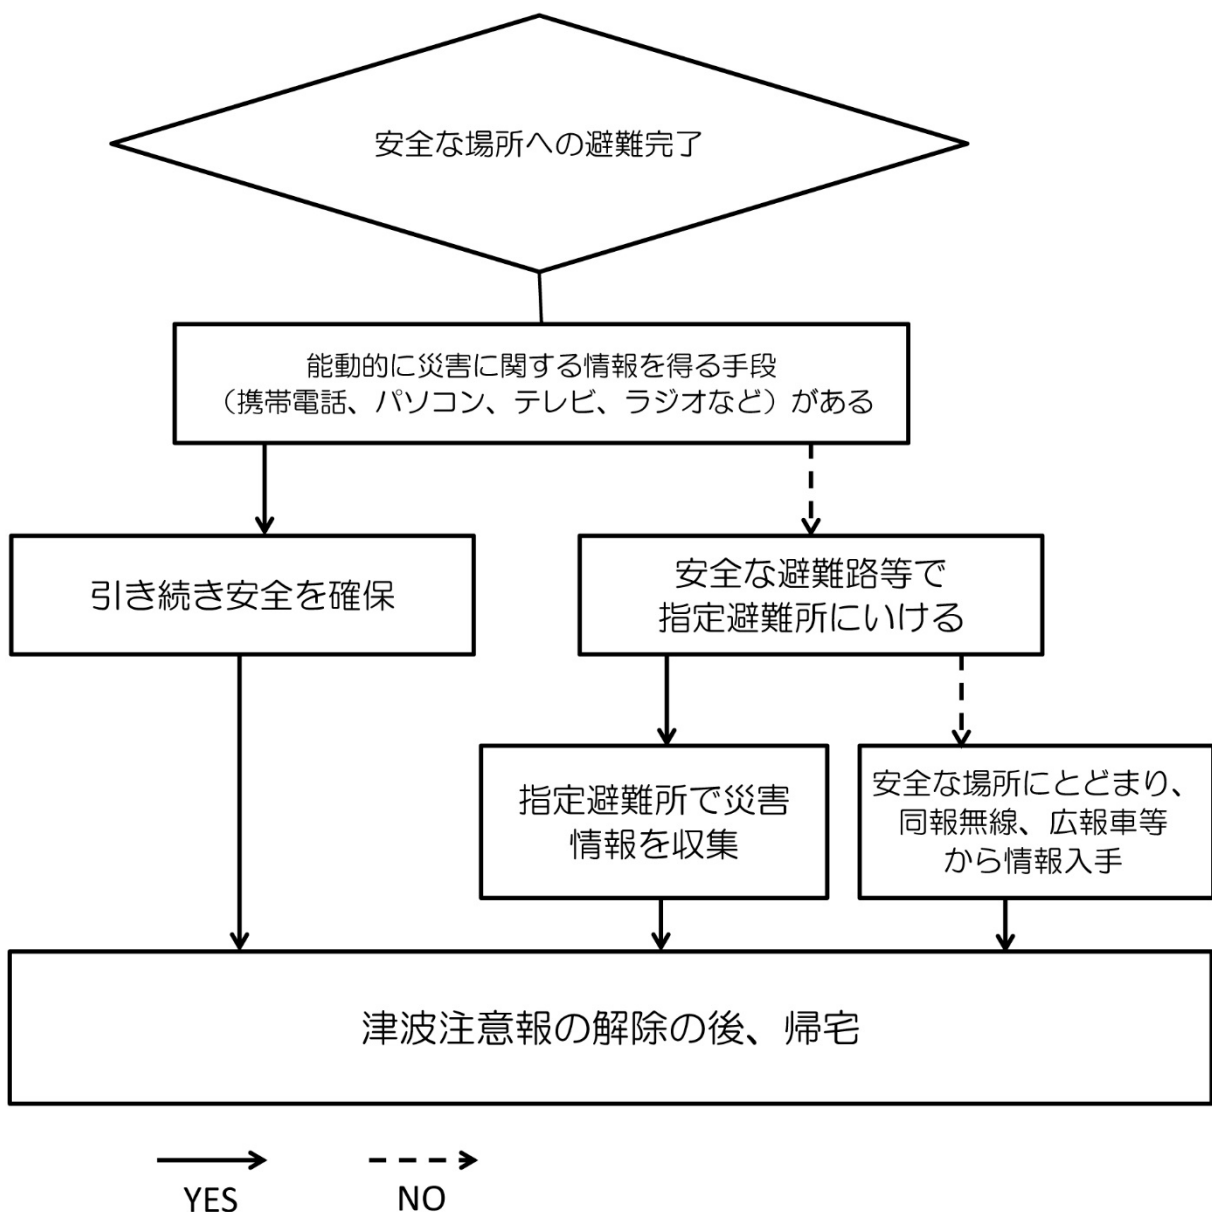 安全な場所への避難完了
能動的に災害に関する情報を得る手段
（携帯電話、パソコン、テレビ、ラジオなど）がある
引き続き安全を確保
安全な避難路等で
指定避難所にいける
指定避難所で災害
情報を収集
安全な場所にとどまり、
同報無線、広報車等
から情報入手
津波注意報の解除の後、帰宅
YES
NO